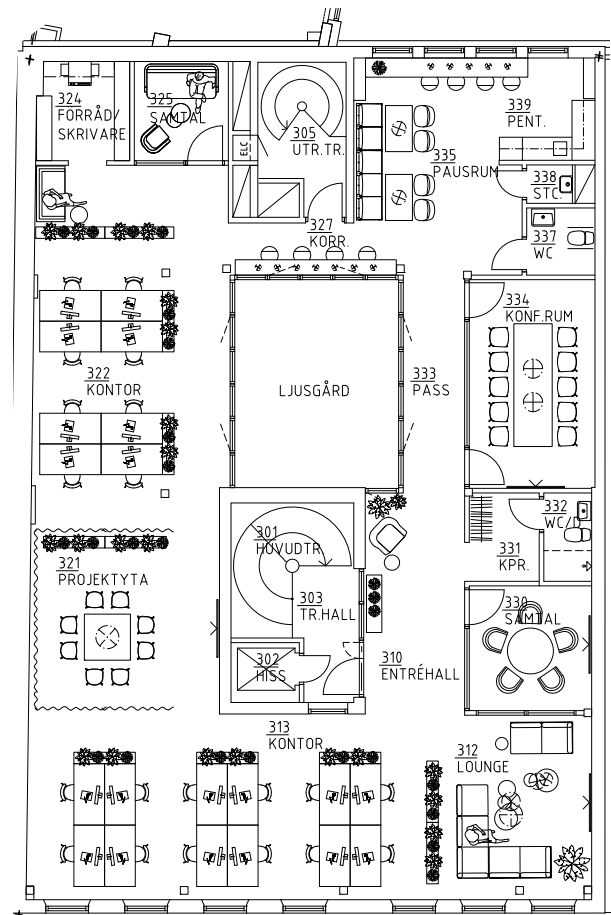 324
FÖRRÅD/
SKRIVARE
325
SAMTAL
ELC
305
UTR.TR.
339
PENT.
335
PAUSRUM
338
STC.
337
WC
327
KORR.
334
KONF.RUM
322
KONTOR
LJUSGÅRD
333
PASS
332
WC/D
331
KPR.
301
HUVUDTR.
321
PROJEKTYTA
303
TR.HALL
330
SAMTAL
302
HISS
310
ENTRÉHALL
313
KONTOR
312
LOUNGE